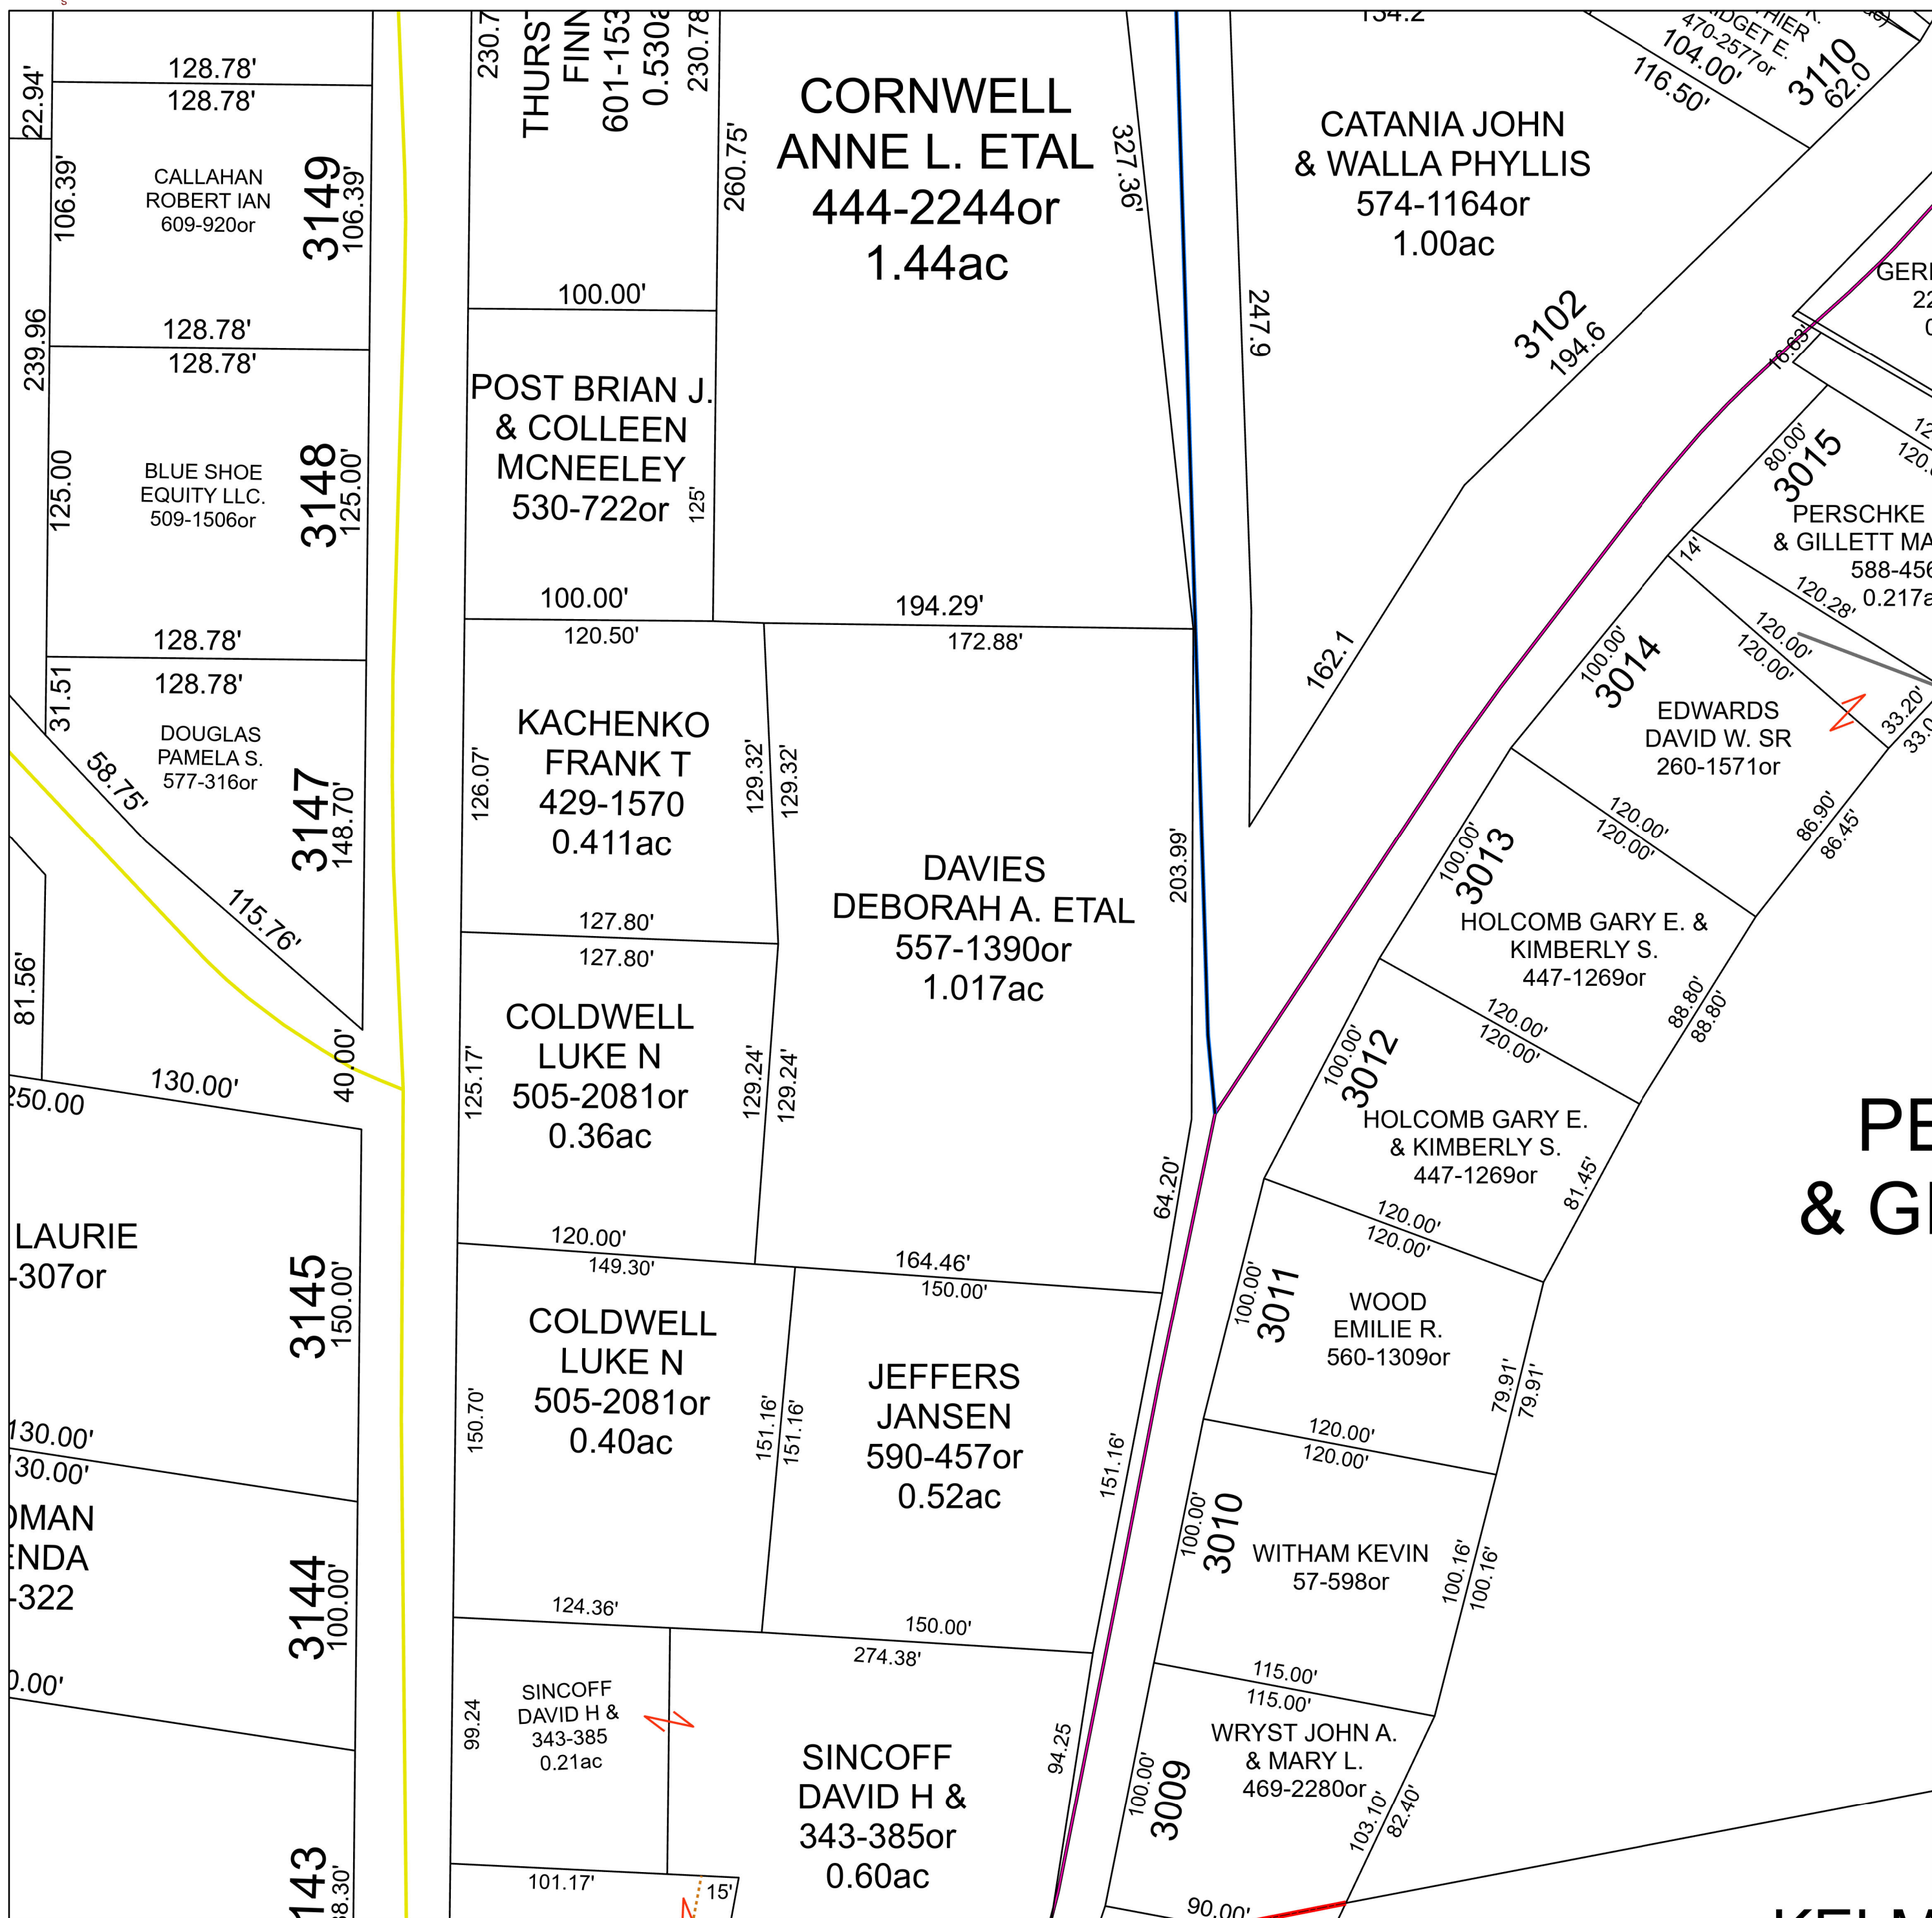 128.78'
128.78'
22.94'
106.39'
CALLAHAN
ROBERT IAN
609-920or
3149
106.39'
239.96
128.78'
128.78'
125.00
BLUE SHOE
EQUITY LLC.
509-1506or
3148
125.00'
128.78'
128.78'
31.51
DOUGLAS
PAMELA S.
577-316or
3147
148.70'
58.75'
115.76'
81.56'
40.00'
130.00'
250.00
LAURIE
-307or
3145
150.00'
130.00'
30.00'
ENDA
-322
3144
100.00'
0.00'
230.78
601-153
0.530a
FINN
THURS
260.75'
CORNWELL
ANNE L. ETAL
444-2244or
1.44ac
327.36'
100.00'
POST BRIAN J.
& COLLEEN
MCNEELEY
530-722or
125'
100.00'
194.29'
120.50'
172.88'
KACHENKO
FRANK T
429-1570
0.411ac
126.07'
129.32'
129.32'
203.99'
DAVIES
DEBORAH A. ETAL
557-1390or
1.017ac
127.80'
127.80'
COLDWELL
LUKE N
505-2081or
0.36ac
125.17'
129.24'
129.24'
64.20'
120.00'
149.30'
164.46'
150.00'
COLDWELL
LUKE N
505-2081or
0.40ac
150.70'
151.16'
151.16'
JEFFERS
JANSEN
590-457or
0.52ac
151.16'
124.36'
150.00'
274.38'
SINCOFF
DAVID H &
343-385
0.21ac
99.24
SINCOFF
DAVID H &
343-385or
0.60ac
94.25
101.17'
15'
134.2
CATANIA JOHN
& WALLA PHYLLIS
574-1164or
1.00ac
247.9
3102
194.6
162.1
470-2577or
104.00'
116.50'
3110
62.0
16.63'
80.00'
3015
PERSCHKE
& GILLETT MA
588-456
0.217a
14'
120.28'
120.00'
120.00'
100.00'
3014
EDWARDS
DAVID W. SR
260-1571or
33.20'
86.90'
86.45'
120.00'
120.00'
100.00'
3013
HOLCOMB GARY E. &
KIMBERLY S.
447-1269or
88.80'
88.80'
120.00'
120.00'
100.00'
3012
HOLCOMB GARY E.
& KIMBERLY S.
447-1269or
81.45'
120.00'
120.00'
100.00'
3011
WOOD
EMILIE R.
560-1309or
79.91'
79.91'
120.00'
120.00'
100.00'
3010
WITHAM KEVIN
57-598or
100.16'
100.16'
115.00'
115.00'
100.00'
3009
WRYST JOHN A.
& MARY L.
469-2280or
103.10'
82.40'
90.00'
PE
& GI